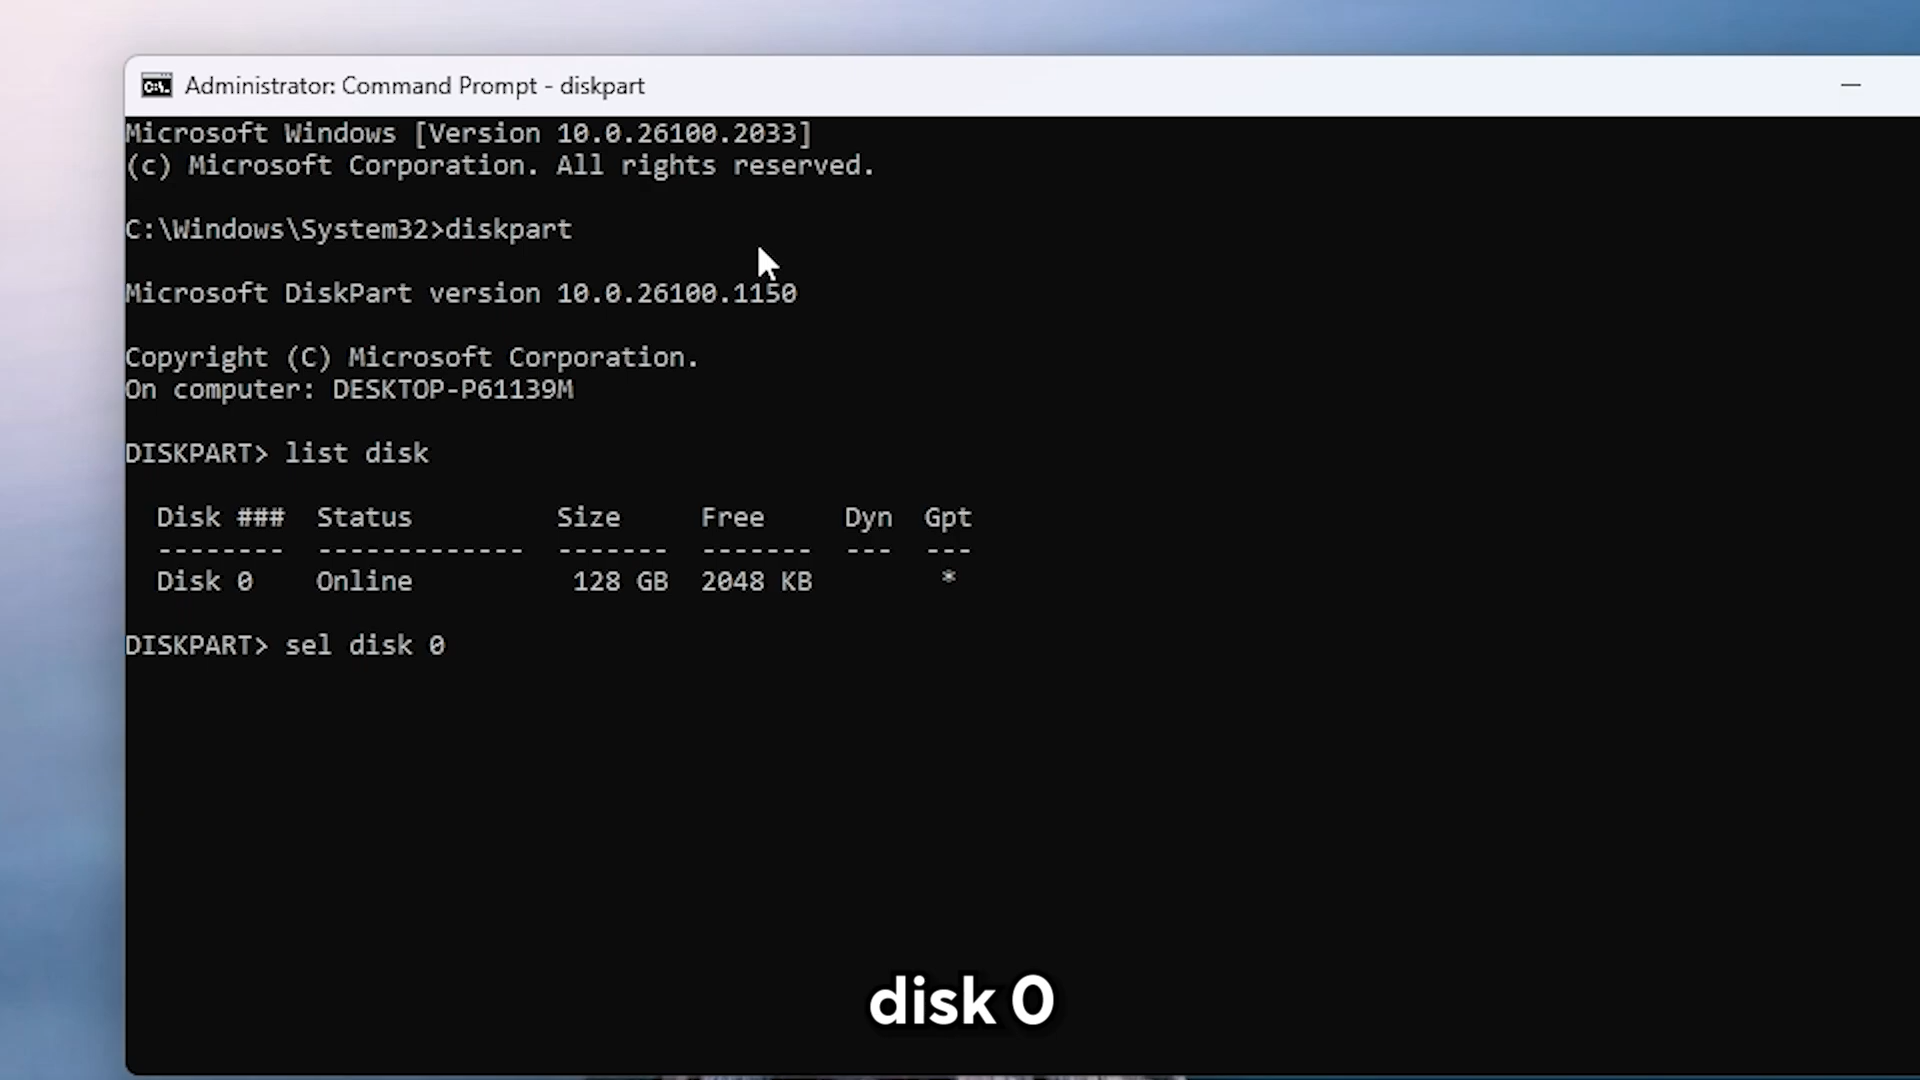 Administrator: Command Prompt - diskpart
Microsoft Windows [Version 10.0.26100.2033]
(c) Microsoft Corporation. All rights reserved.
C:\Windows\System32>diskpart
Microsoft DiskPart version 10.0.26100.1150
Copyright (C) Microsoft Corporation.
On computer: DESKTOP-P61139M
DISKPART> list disk
Disk ### Status Size Free Dyn Gpt
-------- ------------- ------- ------- --- ---
Disk 0 Online 128 GB 2048 KB *
DISKPART> sel disk 0
disk 0